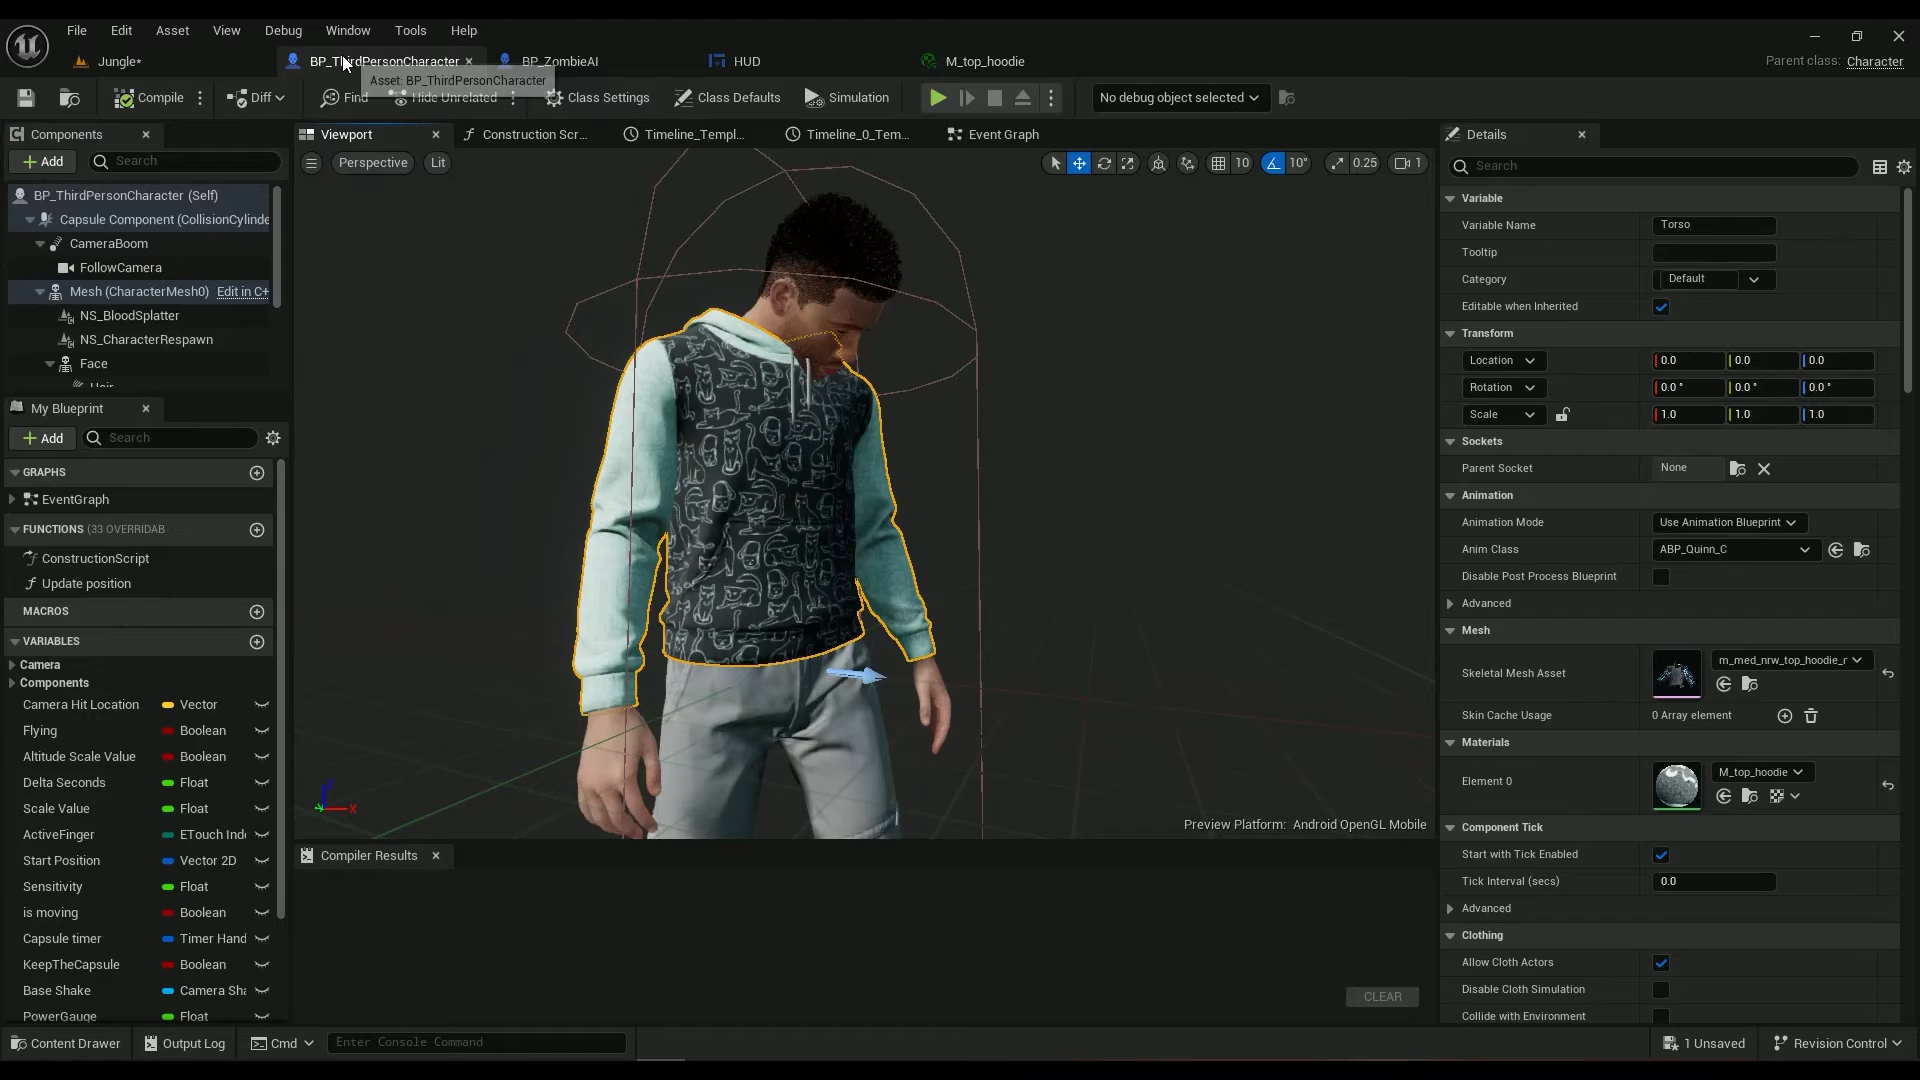 File Edit Asset View Debug Window Tools Help
Jungle* BP_ThirdPersonCharacter BP_ZombieAI HUD M_top_hoodie
Parent class: Character
Asset: BP_ThirdPersonCharacter
Compile Diff Find Hide Unrelated Class Settings Class Defaults Simulation No debug object selected
Components
Add Search
BP_ThirdPersonCharacter (Self)
Capsule Component (CollisionCylinde
CameraBoom
FollowCamera
Mesh (CharacterMesh0) Edit in C+
NS_BloodSplatter
NS_CharacterRespawn
Face
Hair
My Blueprint
Add Search
GRAPHS
EventGraph
FUNCTIONS (33 OVERRIDAB
ConstructionScript
Update position
MACROS
VARIABLES
Camera
Components
Camera Hit Location Vector
Flying Boolean
Altitude Scale Value Boolean
Delta Seconds Float
Scale Value Float
ActiveFinger ETouch Inde
Start Position Vector 2D
Sensitivity Float
is moving Boolean
Capsule timer Timer Hand
KeepTheCapsule Boolean
Base Shake Camera Sha
PowerGauge Float
Viewport Construction Scr... Timeline_Templ... Timeline_0_Tem... Event Graph
Perspective Lit 10 10° 0.25 1
Z
X
Preview Platform: Android OpenGL Mobile
Compiler Results
CLEAR
Details
Search
Variable
Variable Name Torso
Tooltip
Category Default
Editable when Inherited
Transform
Location 0.0 0.0 0.0
Rotation 0.0° 0.0° 0.0°
Scale 1.0 1.0 1.0
Sockets
Parent Socket None
Animation
Animation Mode Use Animation Blueprint
Anim Class ABP_Quinn_C
Disable Post Process Blueprint
Advanced
Mesh
Skeletal Mesh Asset m_med_nrw_top_hoodie_r
Skin Cache Usage 0 Array element
Materials
Element 0 M_top_hoodie
Component Tick
Start with Tick Enabled
Tick Interval (secs) 0.0
Advanced
Clothing
Allow Cloth Actors
Disable Cloth Simulation
Collide with Environment
Content Drawer Output Log Cmd Enter Console Command 1 Unsaved Revision Control